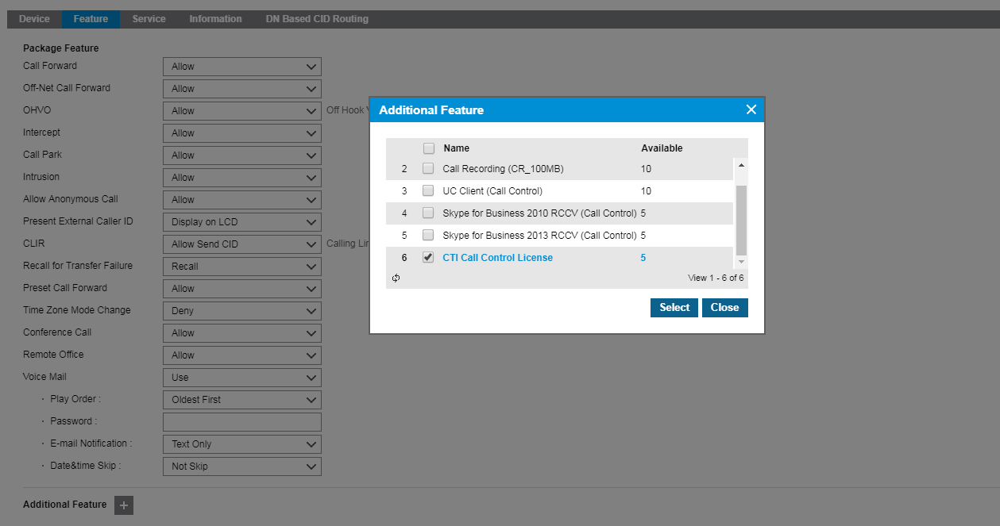 Device Feature Service Information DN Based CID Routing
Package Feature
Call Forward Allow
Off-Net Call Forward Allow
OHVO Allow Off Hook
Intercept Allow
Call Park Allow
Intrusion Allow
Allow Anonymous Call Allow
Present External Caller ID Display on LCD
CLIR Allow Send CID Calling
Recall for Transfer Failure Recall
Preset Call Forward Allow
Time Zone Mode Change Deny
Conference Call Allow
Remote Office Allow
Voice Mail Use
· Play Order : Oldest First
· Password :
· E-mail Notification : Text Only
· Date&time Skip : Not Skip
Additional Feature +
Additional Feature
Name Available
2 Call Recording (CR_100MB) 10
3 UC Client (Call Control) 10
4 Skype for Business 2010 RCCV (Call Control) 5
5 Skype for Business 2013 RCCV (Call Control) 5
6 CTI Call Control License 5
View 1 - 6 of 6
Select Close